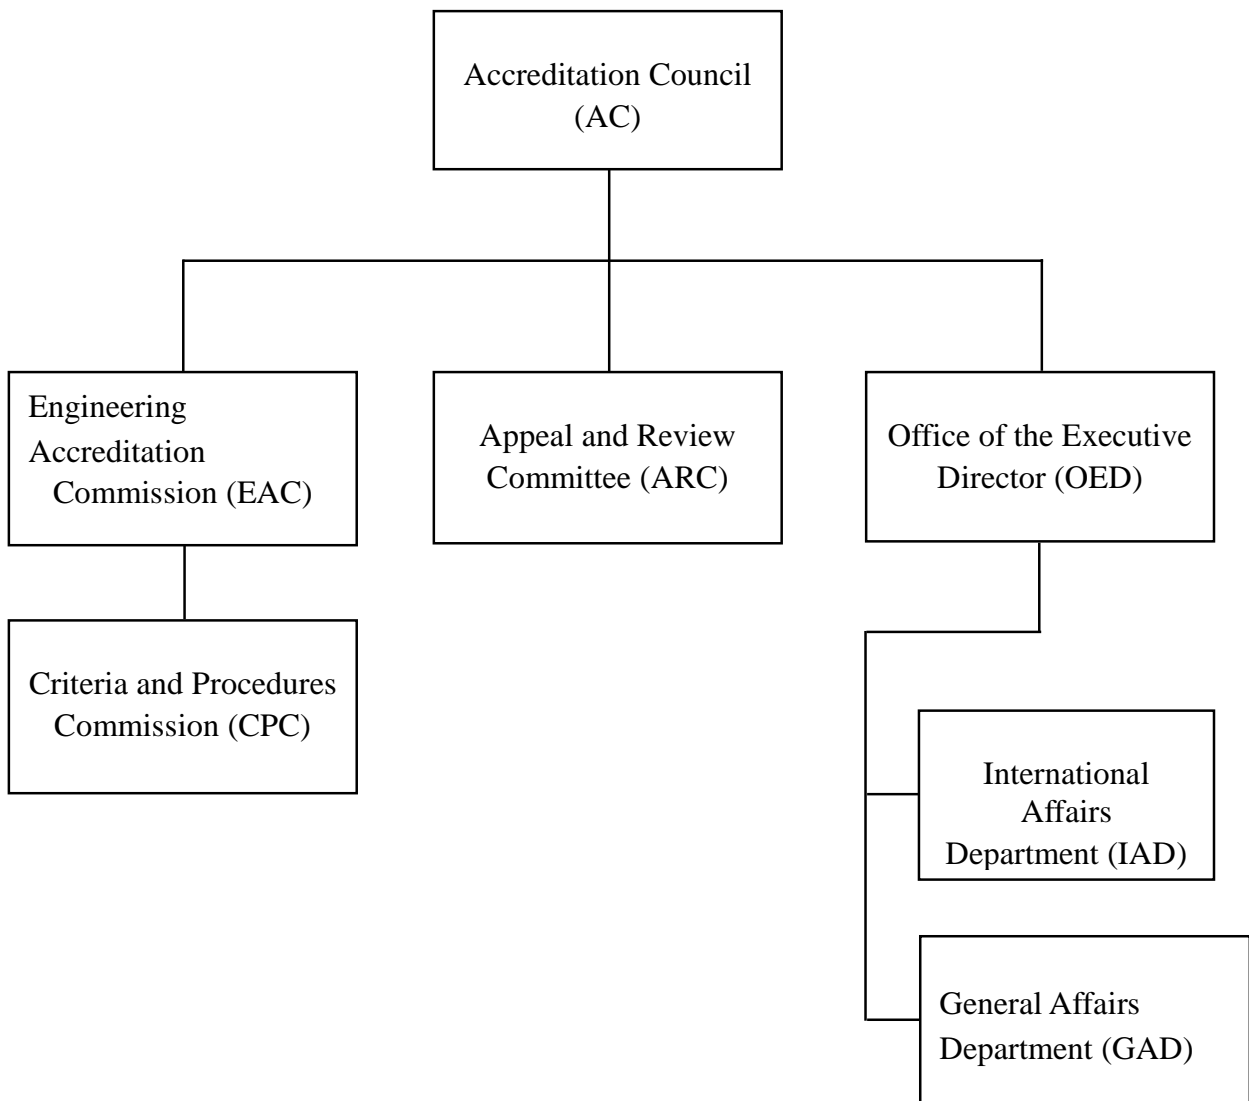 Accreditation Council
(AC)
Engineering
Accreditation
Commission (EAC)
Appeal and Review
Committee (ARC)
Office of the Executive
Director (OED)
Criteria and Procedures
Commission (CPC)
International
Affairs
Department (IAD)
General Affairs
Department (GAD)